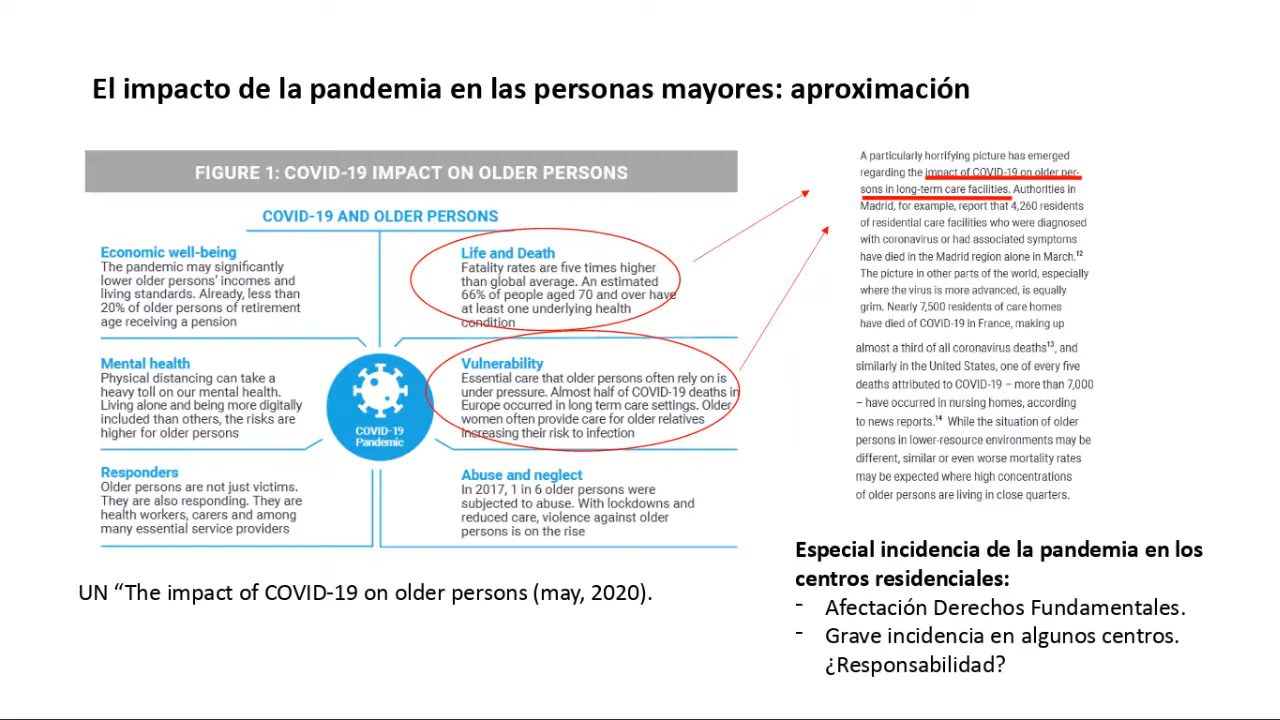 El impacto de la pandemia en las personas mayores: aproximación
FIGURE 1: COVID-19 IMPACT ON OLDER PERSONS
COVID-19 AND OLDER PERSONS
Economic well-being
The pandemic may significantly
lower older persons' incomes and
living standards. Already, less than
20% of older persons of retirement
age receiving a pension
Life and Death
Fatality rates are five times higher
than global average. An estimated
66% of people aged 70 and over have
at least one underlying health
condition
Mental health
Physical distancing can take a
heavy toll on our mental health.
Living alone and being more digitally
included than others, the risks are
higher for older persons
COVID-19
Pandemic
Vulnerability
Essential care that older persons often rely on is
under pressure. Almost half of COVID-19 deaths in
Europe occurred in long term care settings. Older
women often provide care for older relatives
increasing their risk to infection
Responders
Older persons are not just victims.
They are also responding. They are
health workers, carers and among
many essential service providers
Abuse and neglect
In 2017, 1 in 6 older persons were
subjected to abuse. With lockdowns and
reduced care, violence against older
persons is on the rise
UN “The impact of COVID-19 on older persons (may, 2020).
A particularly horrifying picture has emerged
regarding the impact of COVID-19 on older per-
sons in long-term care facilities. Authorities in
Madrid, for example, report that 4,260 residents
of residential care facilities who were diagnosed
with coronavirus or had associated symptoms
have died in the Madrid region alone in March.12
The picture in other parts of the world, especially
where the virus is more advanced, is equally
grim. Nearly 7,500 residents of care homes
have died of COVID-19 in France, making up
almost a third of all coronavirus deaths13, and
similarly in the United States, one of every five
deaths attributed to COVID-19 – more than 7,000
– have occurred in nursing homes, according
to news reports.14 While the situation of older
persons in lower-resource environments may be
different, similar or even worse mortality rates
may be expected where high concentrations
of older persons are living in close quarters.
Especial incidencia de la pandemia en los
centros residenciales:
- Afectación Derechos Fundamentales.
- Grave incidencia en algunos centros.
¿Responsabilidad?